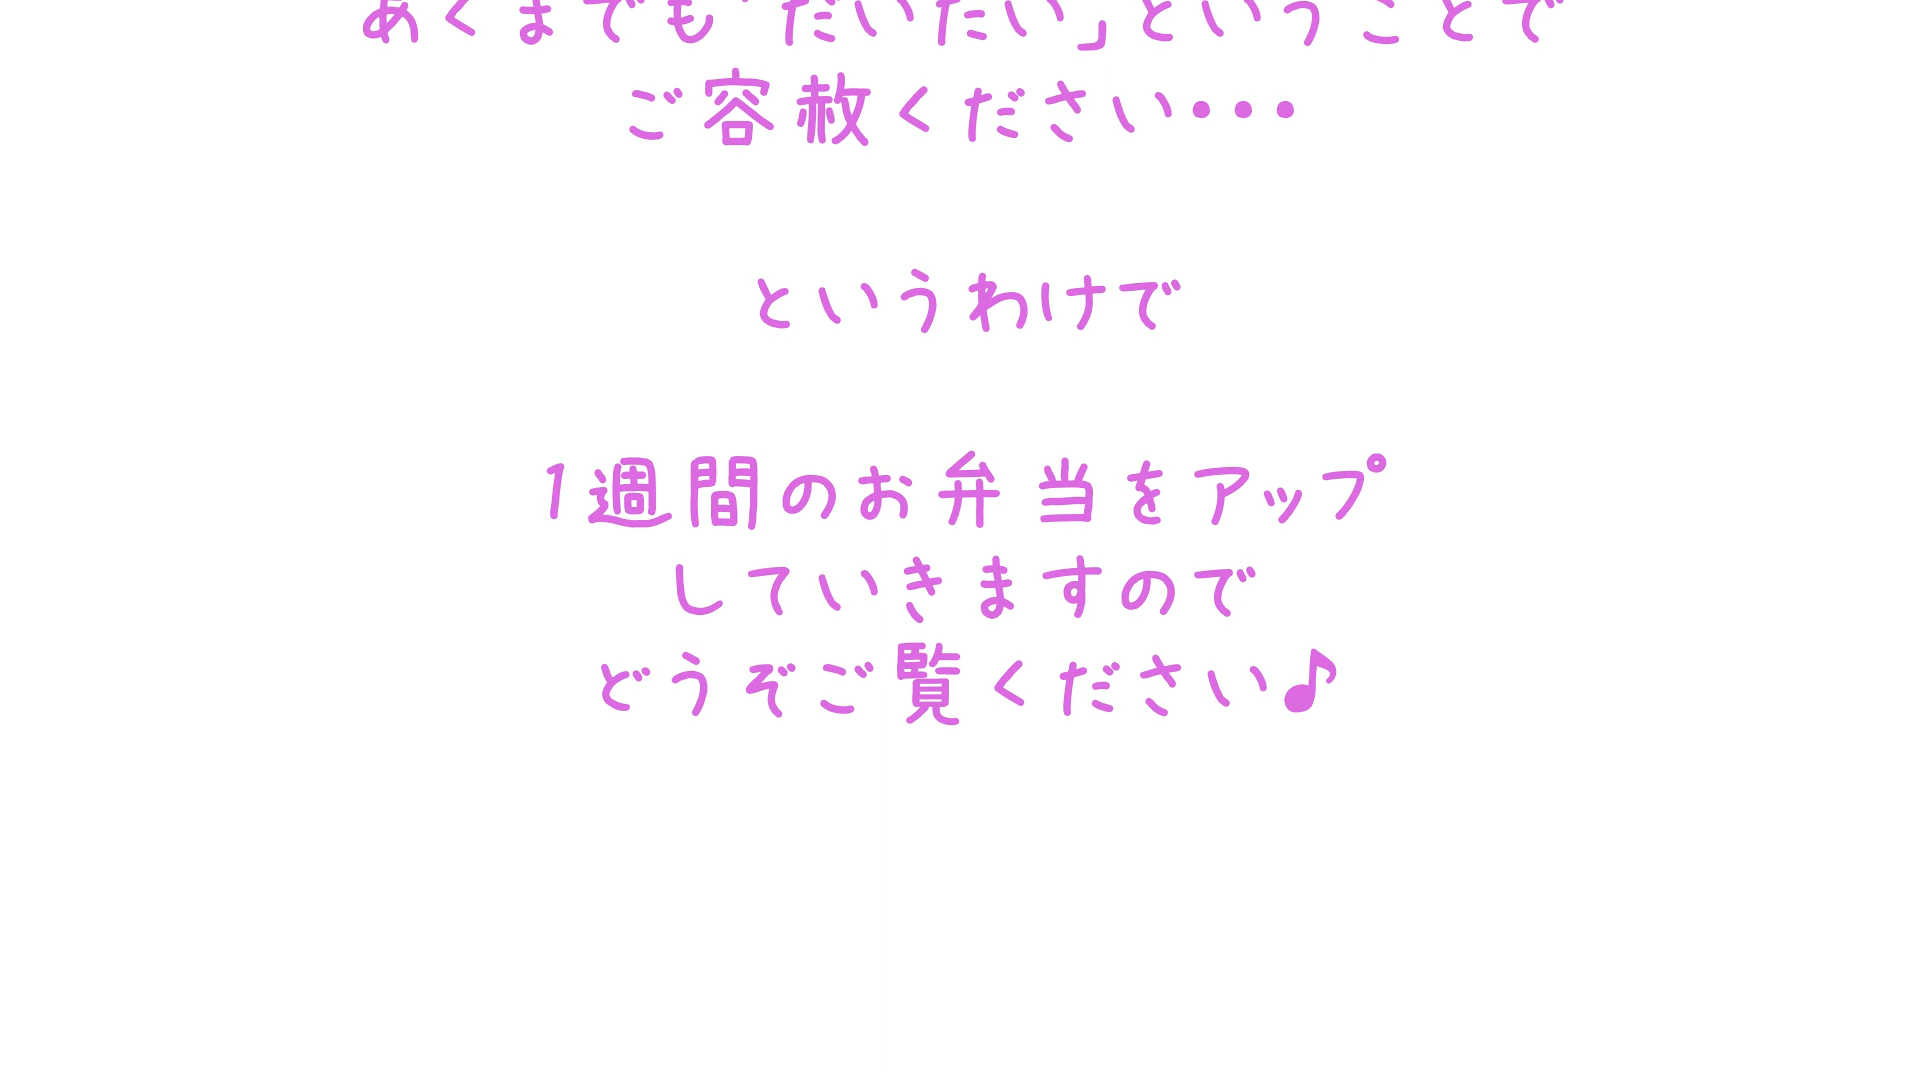 あくまでも「だいたい」ということで
ご容赦ください・・・
というわけで
1週間のお弁当をアップ
していきますので
どうぞご覧ください♪